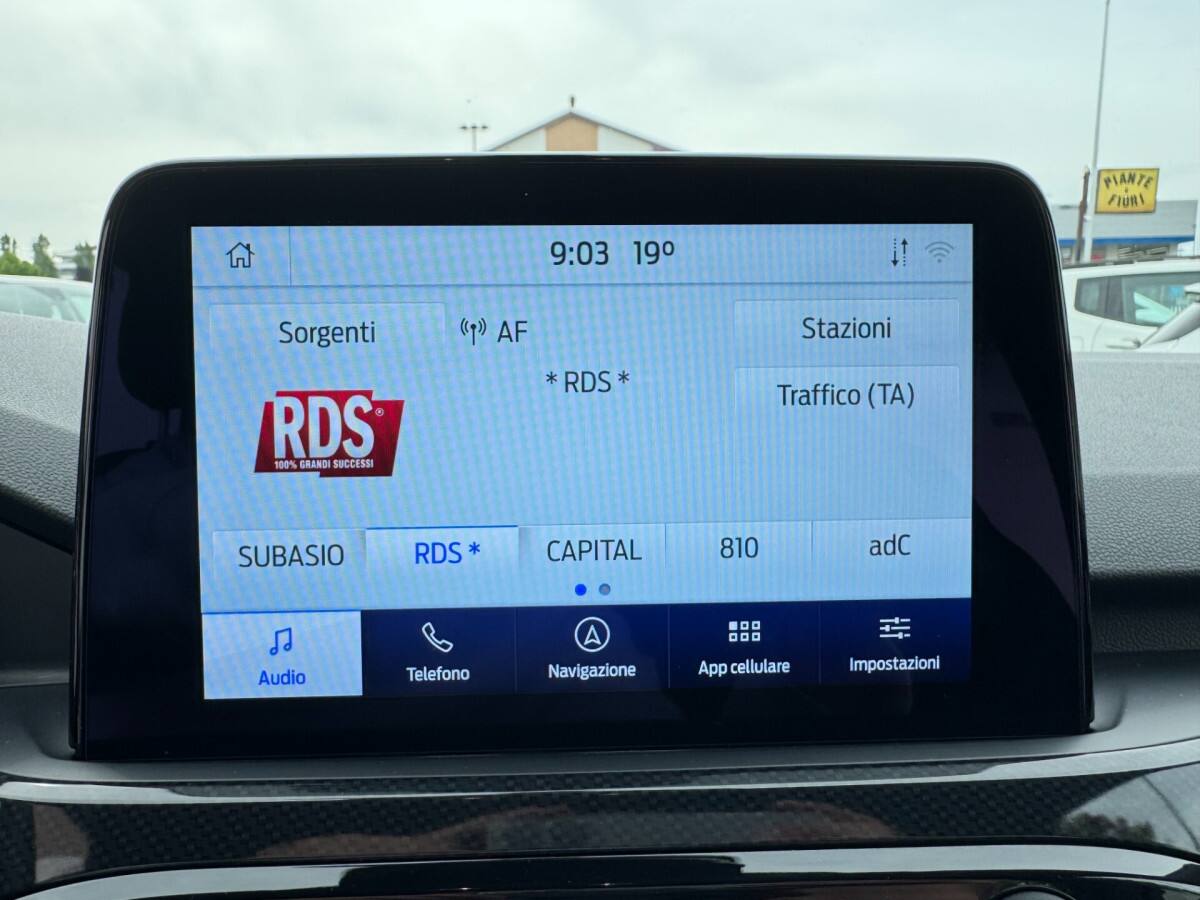 PIANTE
e
FIORI
9:03 19º
Sorgenti
AF
Stazioni
*RDS*
Traffico (TA)
RDS®
100% GRANDI SUCCESSI
SUBASIO
RDS*
CAPITAL
810
adC
Audio
Telefono
Navigazione
App cellulare
Impostazioni